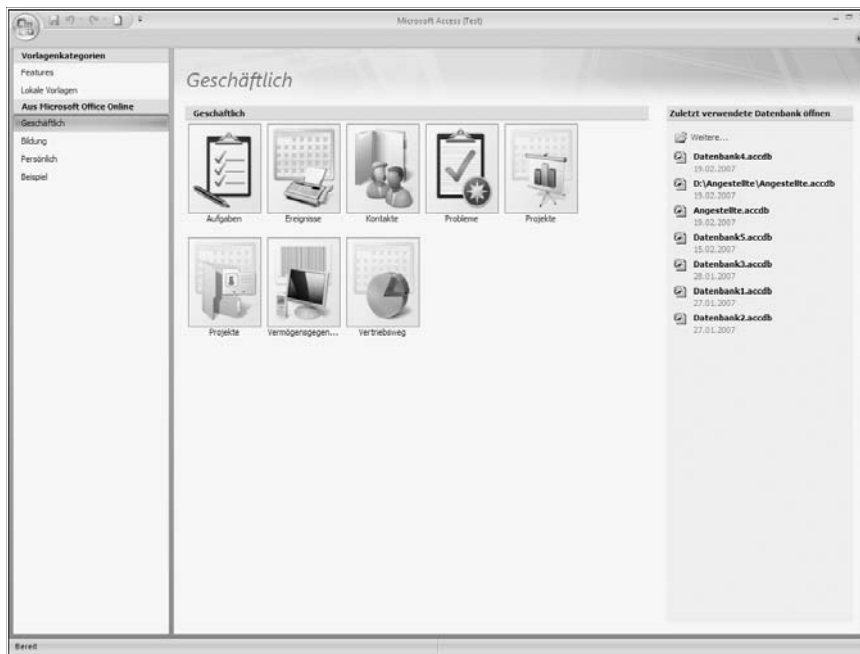 Microsoft Access (Test)
Vorlagenkategorien
Features
Lokale Vorlagen
Aus Microsoft Office Online
Geschäftlich
Bildung
Persönlich
Beispiel
Geschäftlich
Geschäftlich
Aufgaben
Ereignisse
Kontakte
Probleme
Projekte
Projekte
Vermögensgegen...
Vertriebsweg
Zuletzt verwendete Datenbank öffnen
Weitere...
Datenbank4.accdb
19.02.2007
D:\Angestellte\Angestellte.accdb
19.02.2007
Angestellte.accdb
19.02.2007
Datenbank5.accdb
15.02.2007
Datenbank3.accdb
28.01.2007
Datenbank1.accdb
27.01.2007
Datenbank2.accdb
27.01.2007
Bereit